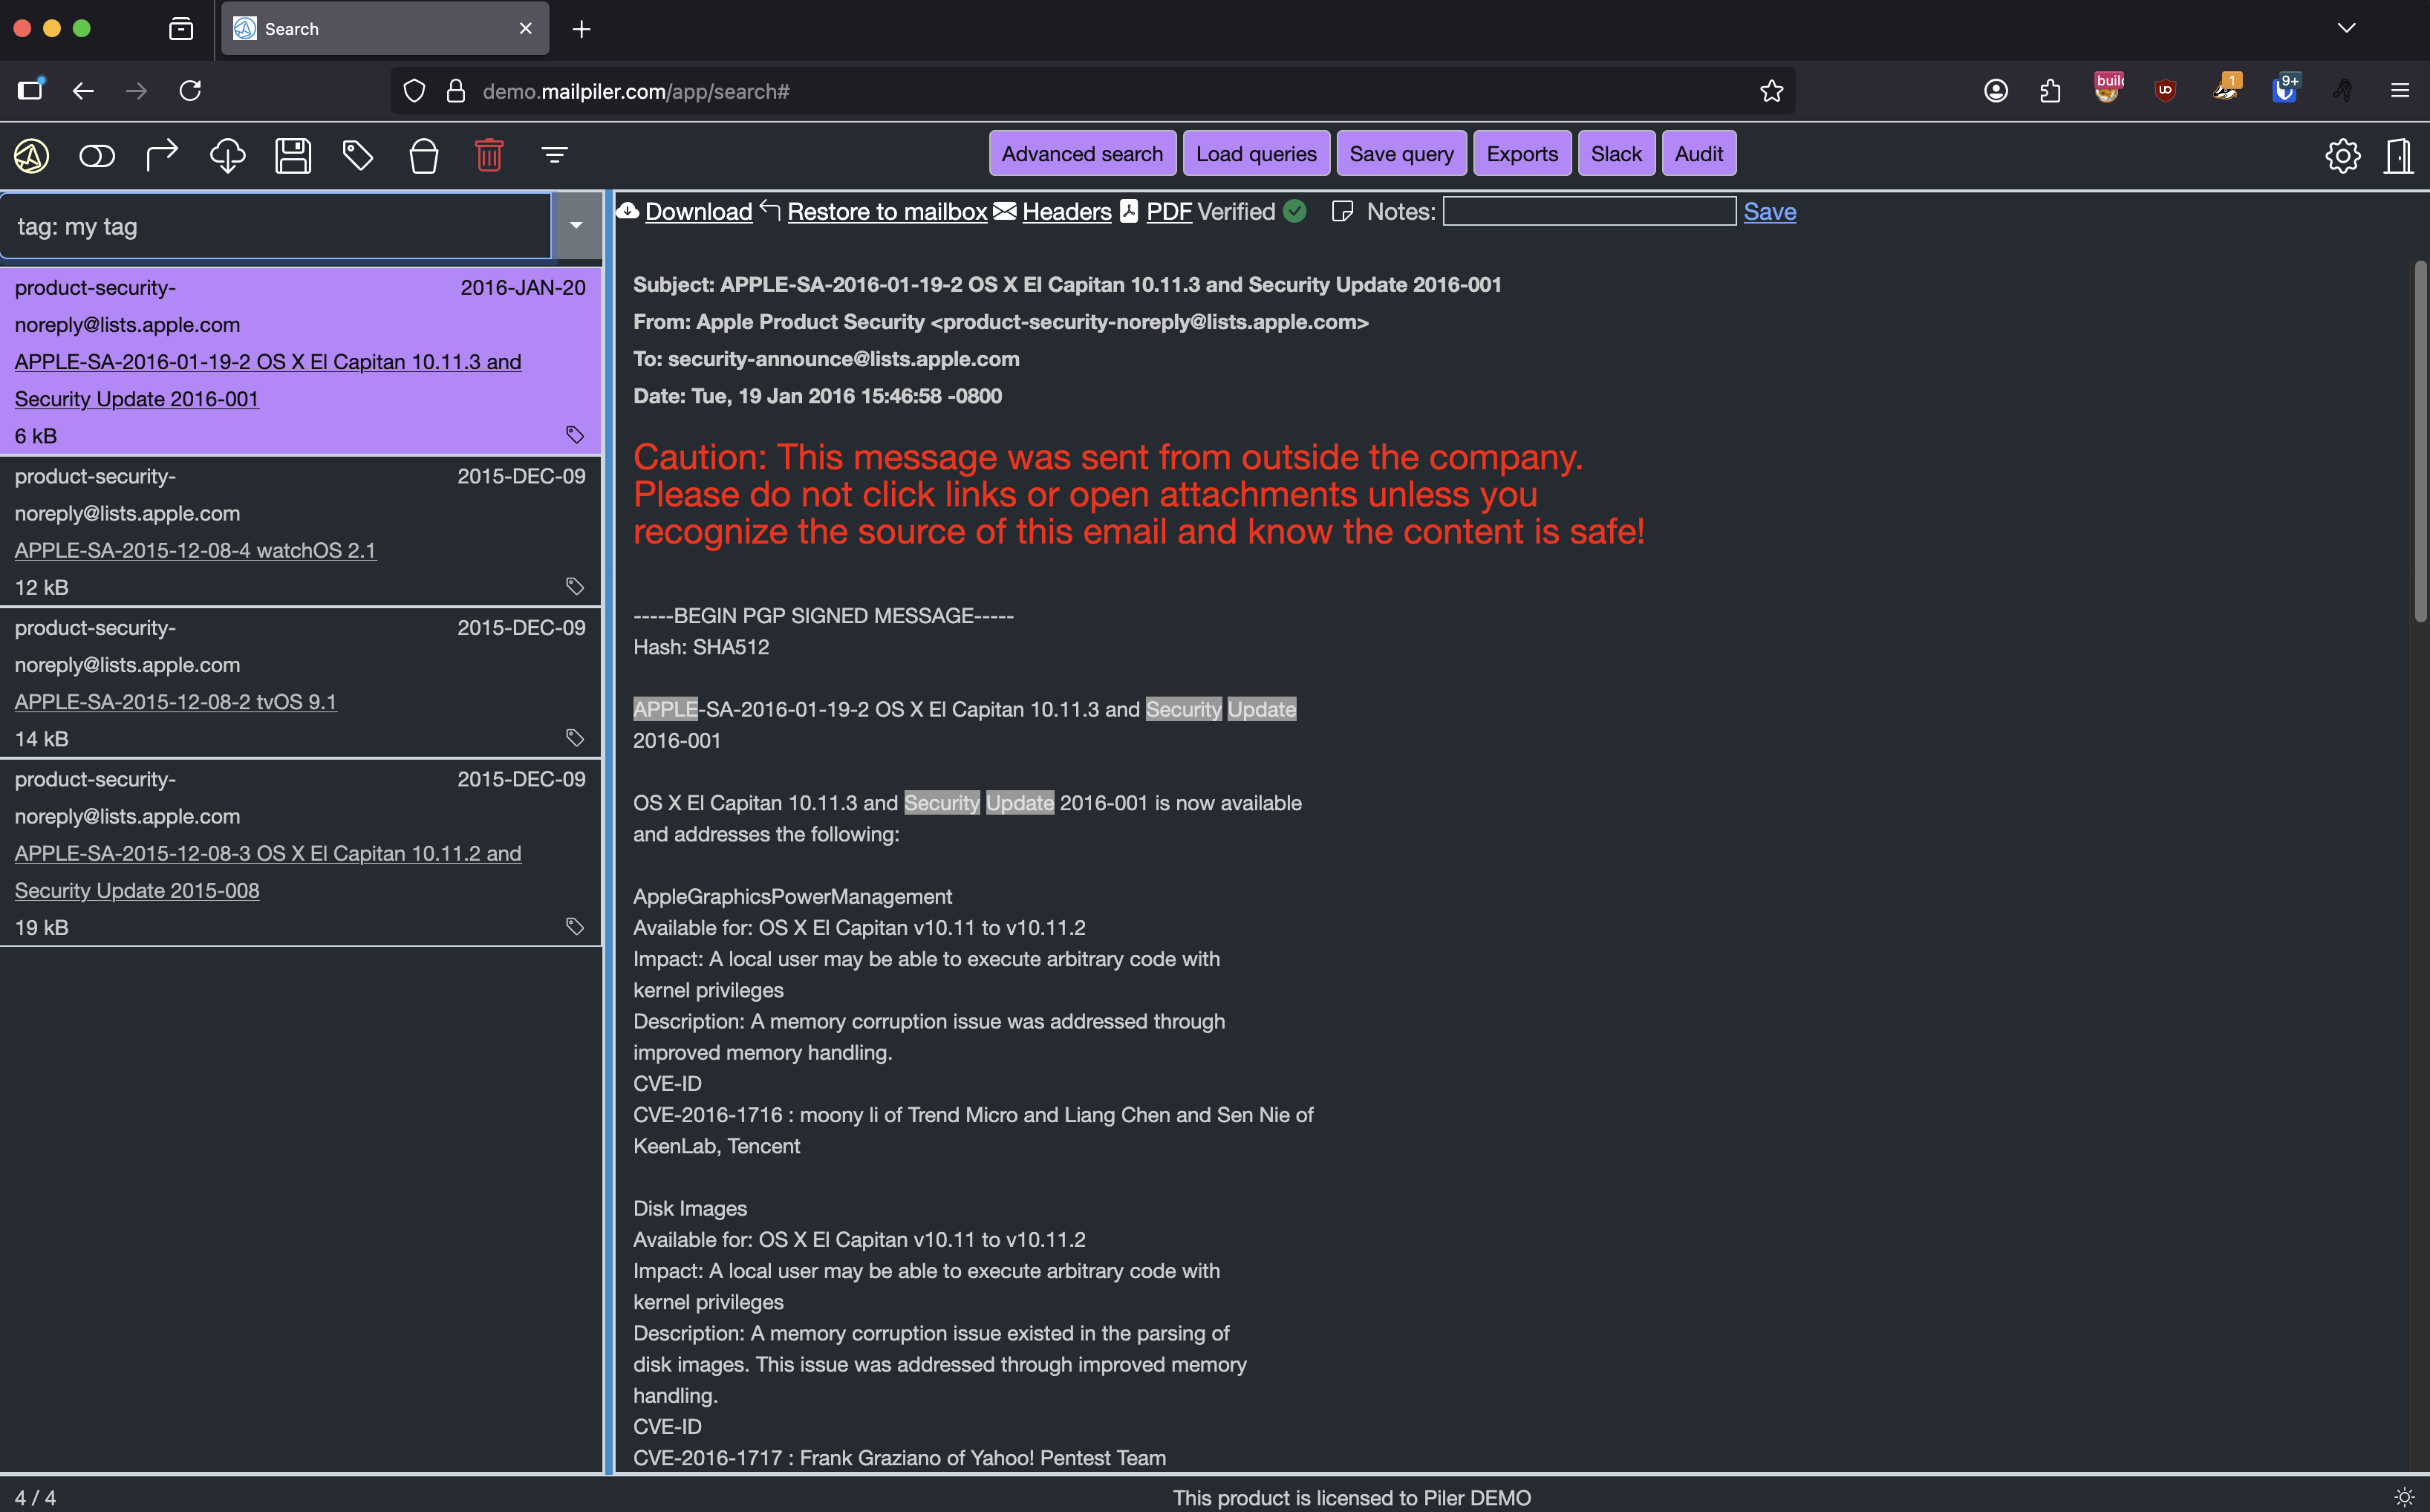 Search
demo.mailpiler.com/app/search#
build
1
9+
Advanced search
Load queries
Save query
Exports
Slack
Audit
tag: my tag
product-security- 2016-JAN-20
noreply@lists.apple.com
APPLE-SA-2016-01-19-2 OS X El Capitan 10.11.3 and
Security Update 2016-001
6 kB
product-security- 2015-DEC-09
noreply@lists.apple.com
APPLE-SA-2015-12-08-4 watchOS 2.1
12 kB
product-security- 2015-DEC-09
noreply@lists.apple.com
APPLE-SA-2015-12-08-2 tvOS 9.1
14 kB
product-security- 2015-DEC-09
noreply@lists.apple.com
APPLE-SA-2015-12-08-3 OS X El Capitan 10.11.2 and
Security Update 2015-008
19 kB
Download Restore to mailbox Headers PDF Verified Notes: Save
Subject: APPLE-SA-2016-01-19-2 OS X El Capitan 10.11.3 and Security Update 2016-001
From: Apple Product Security <product-security-noreply@lists.apple.com>
To: security-announce@lists.apple.com
Date: Tue, 19 Jan 2016 15:46:58 -0800
Caution: This message was sent from outside the company.
Please do not click links or open attachments unless you
recognize the source of this email and know the content is safe!
-----BEGIN PGP SIGNED MESSAGE-----
Hash: SHA512
APPLE-SA-2016-01-19-2 OS X El Capitan 10.11.3 and Security Update
2016-001
OS X El Capitan 10.11.3 and Security Update 2016-001 is now available
and addresses the following:
AppleGraphicsPowerManagement
Available for: OS X El Capitan v10.11 to v10.11.2
Impact: A local user may be able to execute arbitrary code with
kernel privileges
Description: A memory corruption issue was addressed through
improved memory handling.
CVE-ID
CVE-2016-1716 : moony li of Trend Micro and Liang Chen and Sen Nie of
KeenLab, Tencent
Disk Images
Available for: OS X El Capitan v10.11 to v10.11.2
Impact: A local user may be able to execute arbitrary code with
kernel privileges
Description: A memory corruption issue existed in the parsing of
disk images. This issue was addressed through improved memory
handling.
CVE-ID
CVE-2016-1717 : Frank Graziano of Yahoo! Pentest Team
4 / 4
This product is licensed to Piler DEMO